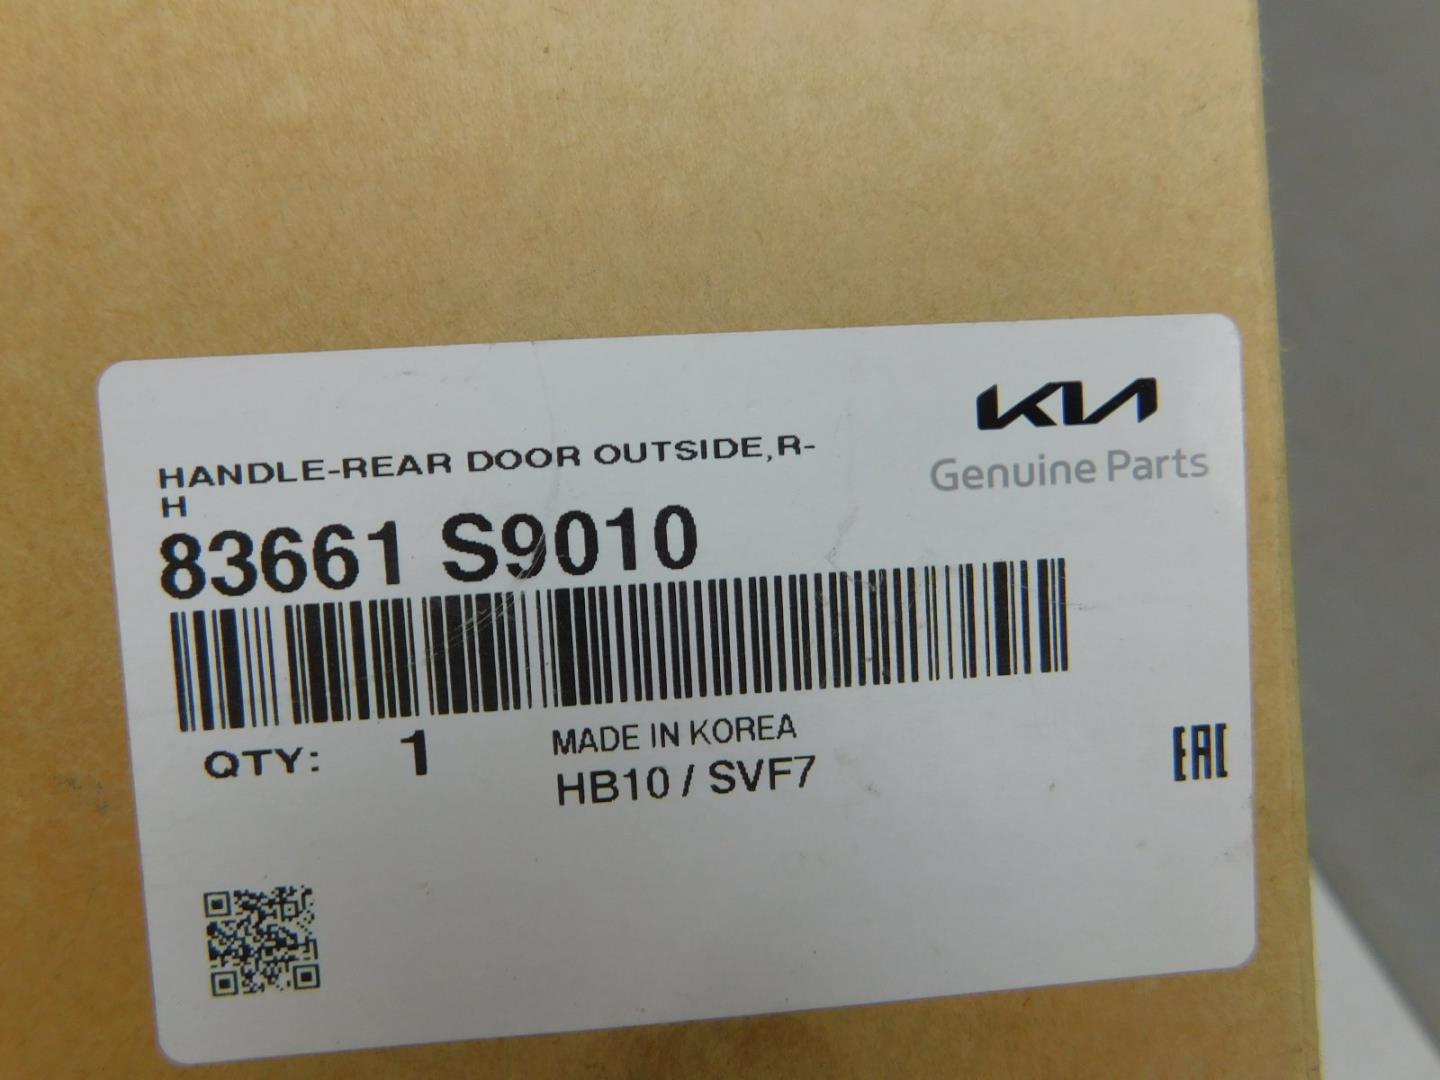 KIA
Genuine Parts
HANDLE-REAR DOOR OUTSIDE,R-
H
83661 S9010
QTY: 1
MADE IN KOREA
HB10 / SVF7
EAC